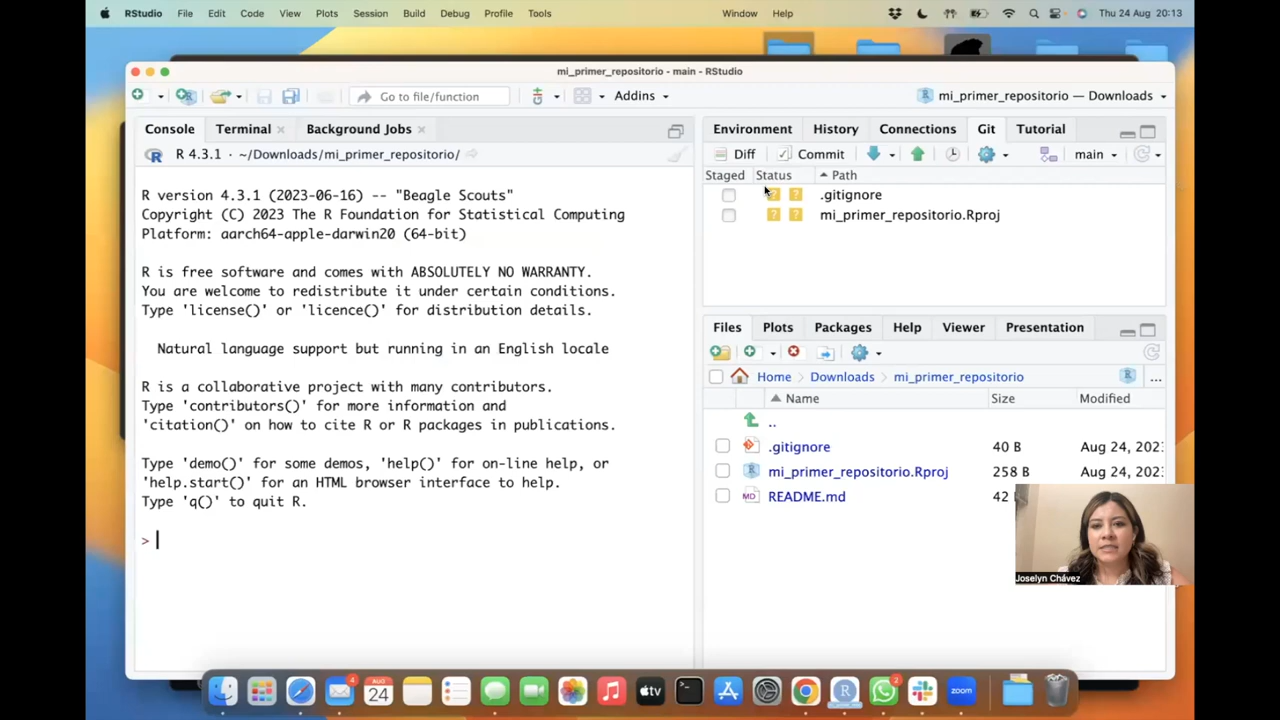 RStudio File Edit Code View Plots Session Build Debug Profile Tools Window Help Thu 24 Aug 20:13
mi_primer_repositorio - main - RStudio
Go to file/function Addins mi_primer_repositorio — Downloads
Console Terminal Background Jobs
R 4.3.1 · ~/Downloads/mi_primer_repositorio/
R version 4.3.1 (2023-06-16) -- "Beagle Scouts"
Copyright (C) 2023 The R Foundation for Statistical Computing
Platform: aarch64-apple-darwin20 (64-bit)
R is free software and comes with ABSOLUTELY NO WARRANTY.
You are welcome to redistribute it under certain conditions.
Type 'license()' or 'licence()' for distribution details.
Natural language support but running in an English locale
R is a collaborative project with many contributors.
Type 'contributors()' for more information and
'citation()' on how to cite R or R packages in publications.
Type 'demo()' for some demos, 'help()' for on-line help, or
'help.start()' for an HTML browser interface to help.
Type 'q()' to quit R.
>
Environment History Connections Git Tutorial
Diff Commit main
Staged Status Path
? ? .gitignore
? ? mi_primer_repositorio.Rproj
Files Plots Packages Help Viewer Presentation
Home Downloads mi_primer_repositorio R ...
Name Size Modified
..
.gitignore 40 B Aug 24, 202
mi_primer_repositorio.Rproj 258 B Aug 24, 202
MD README.md 42
Joselyn Chávez
4 AUG 24 tv 2 zoom